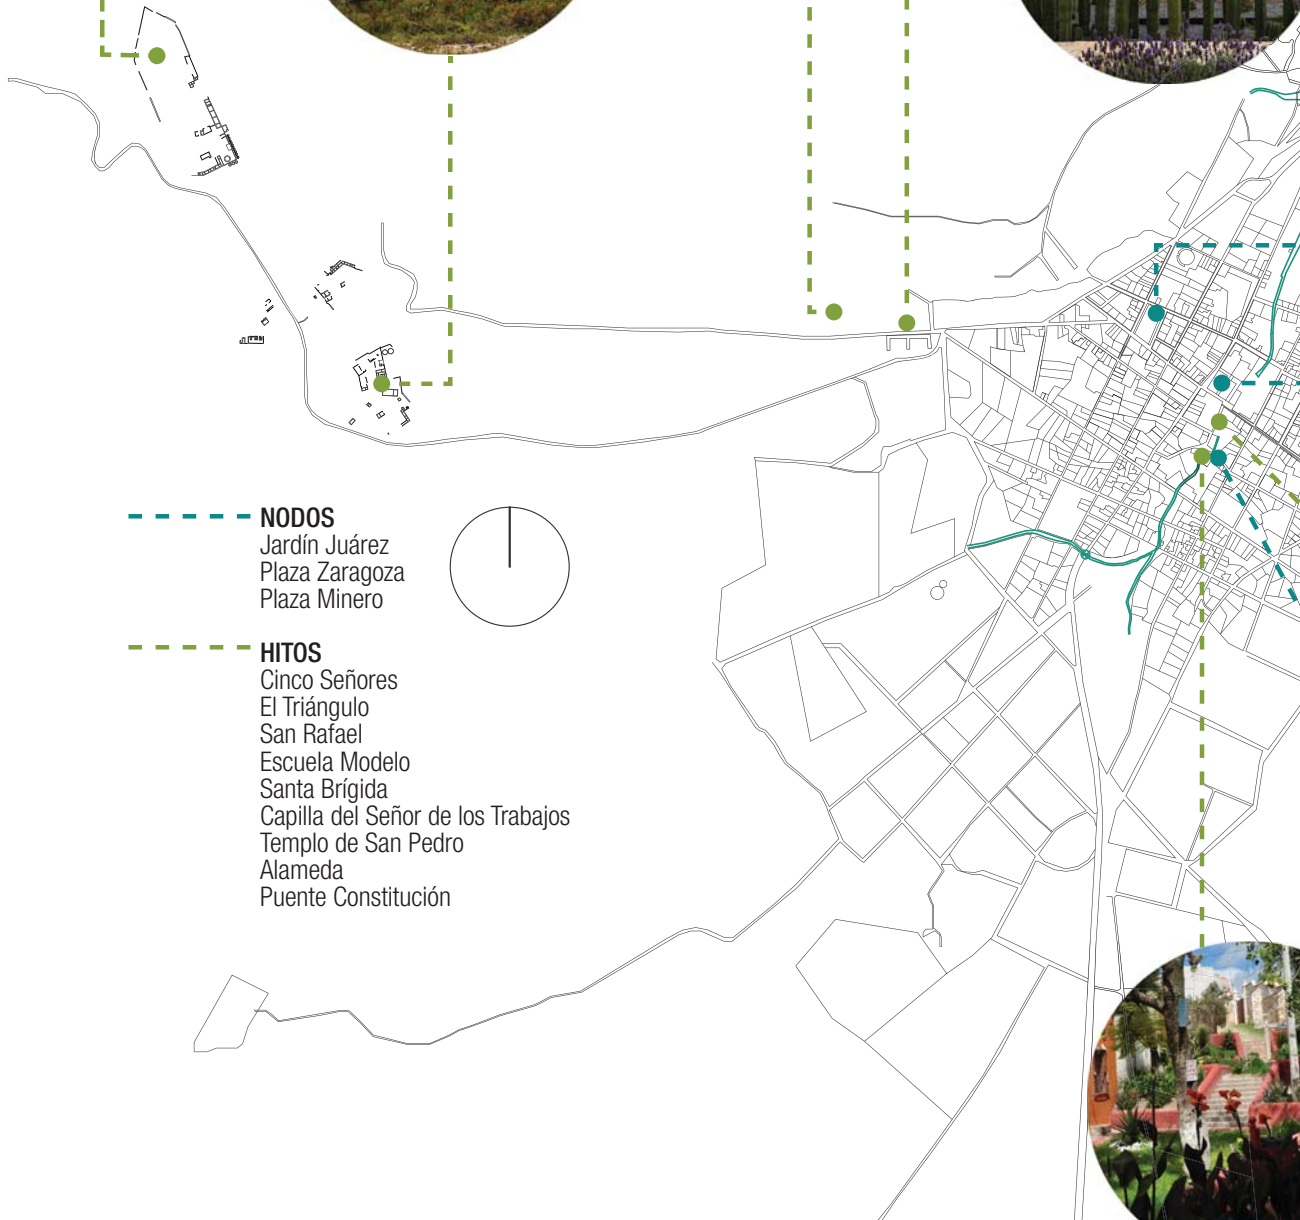 NODOS
Jardín Juárez
Plaza Zaragoza
Plaza Minero
HITOS
Cinco Señores
El Triángulo
San Rafael
Escuela Modelo
Santa Brígida
Capilla del Señor de los Trabajos
Templo de San Pedro
Alameda
Puente Constitución